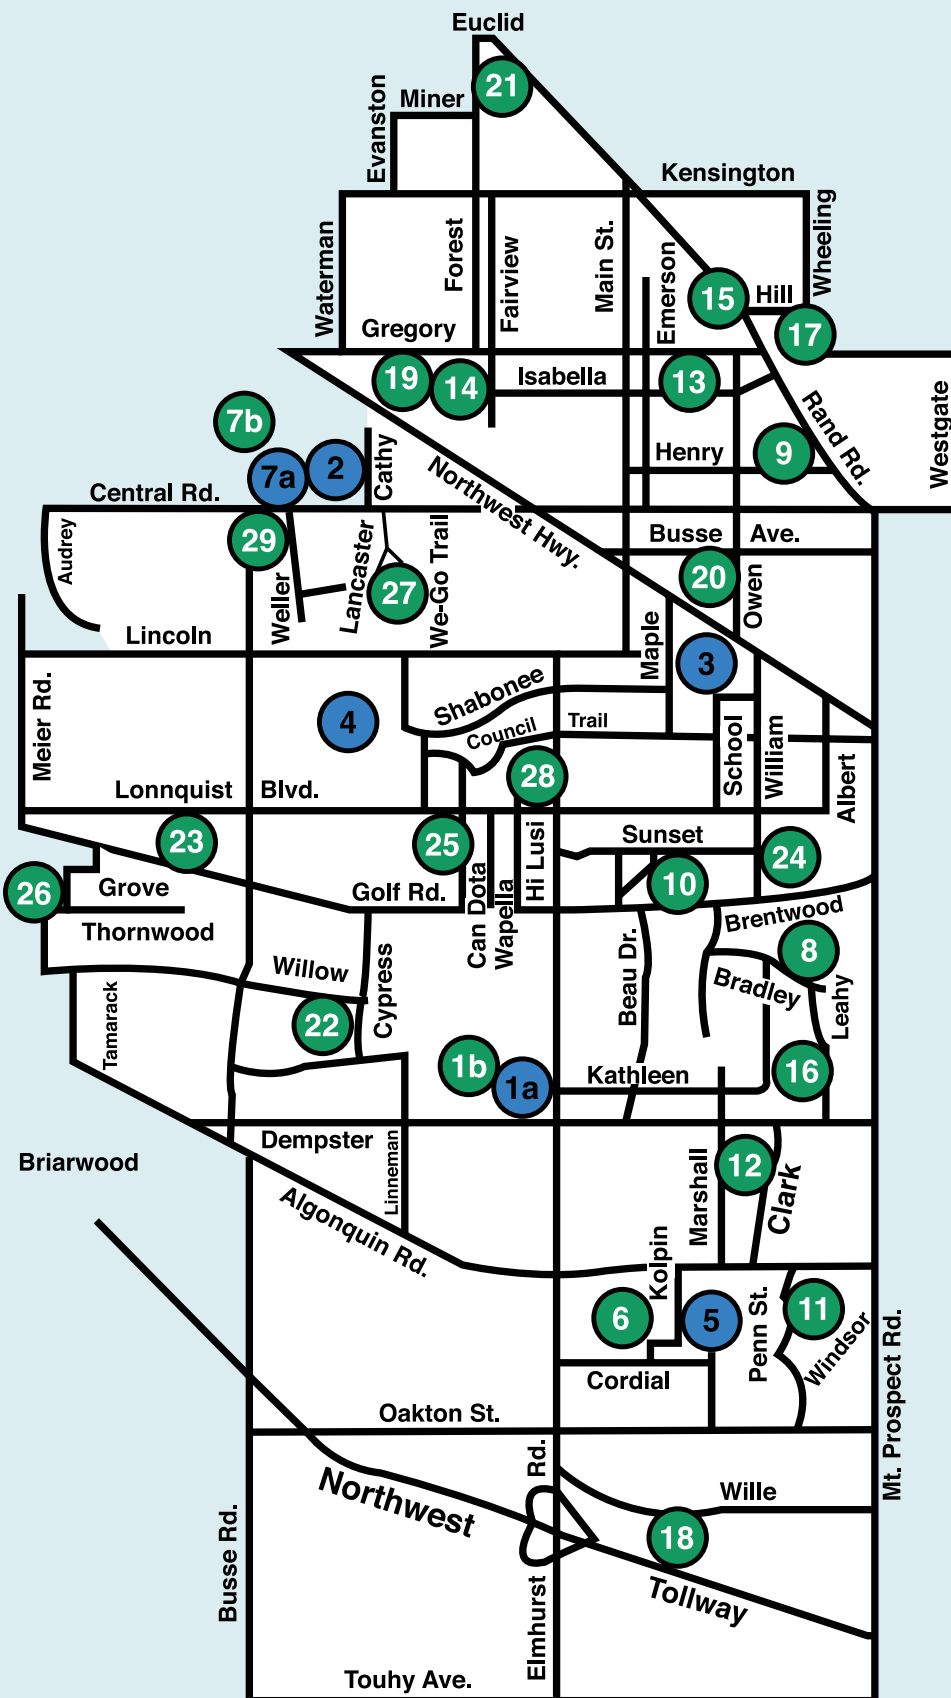 Euclid
21
Miner
Evanston
Kensington
Waterman
Forest
Fairview
Main St.
Emerson
Wheeling
15
Hill
17
Gregory
19
14
Isabella
13
Rand Rd.
Westgate
7b
7a
2
Cathy
Northwest Hwy.
Henry
9
Central Rd.
Audrey
29
Weller
Lancaster
27
We-Go Trail
Busse Ave.
20
Owen
Lincoln
Maple
3
Meier Rd.
4
Shabonee
Council Trail
School
William
Albert
28
Lonnquist Blvd.
23
25
Hi Lusi
Sunset
24
26
Grove
Golf Rd.
Can Dota
Wapella
10
Brentwood
Thornwood
8
Willow
Cypress
Beau Dr.
Bradley
Leahy
Tamarack
22
1b
1a
Kathleen
16
Dempster
Briarwood
Linneman
Algonquin Rd.
Marshall
12
Clark
Kolpin
6
5
Penn St.
11
Windsor
Cordial
Mt. Prospect Rd.
Oakton St.
Northwest
Tollway
Elmhurst Rd.
Wille
18
Busse Rd.
Touhy Ave.